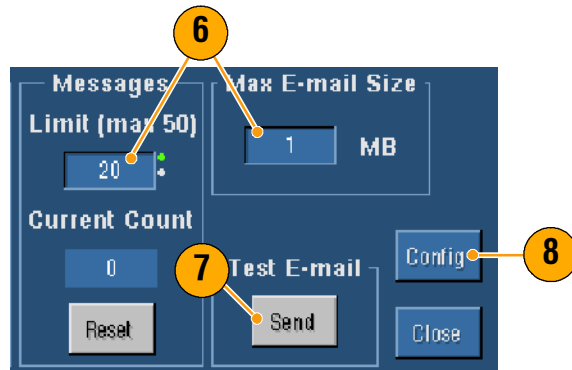 6
Messages
Max E-mail Size
Limit (max 50)
1 MB
20
Current Count
0
7
Test E-mail
Config
8
Reset
Send
Close